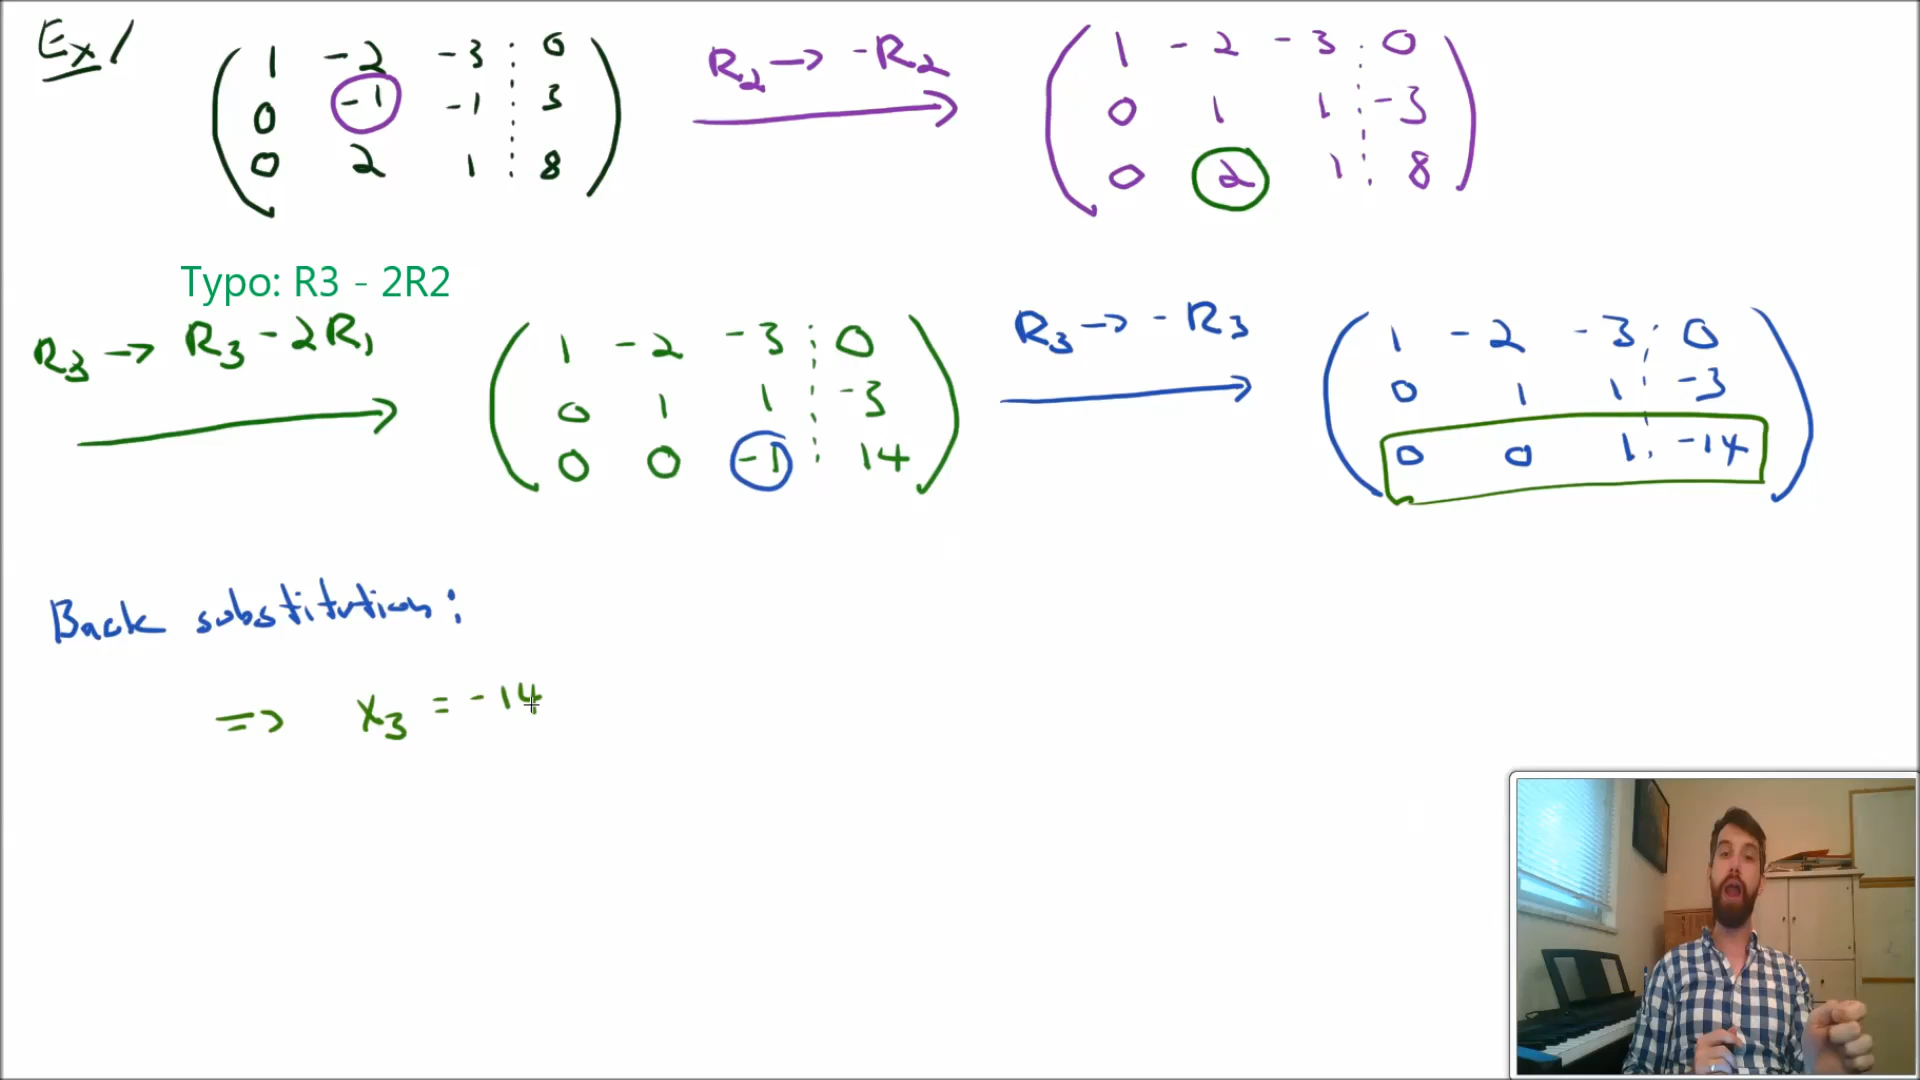 Ex/
1 -2 -3 : 0
0 -1 -1 : 3
0 2 1 : 8
R2 → -R2
1 -2 -3 : 0
0 1 1 : -3
0 2 1 : 8
Typo: R3 - 2R2
R3 → R3 - 2R1
1 -2 -3 : 0
0 1 1 : -3
0 0 -1 : 14
R3 → -R3
1 -2 -3 : 0
0 1 1 : -3
0 0 1 : -14
Back substitution:
=> x3 = -14